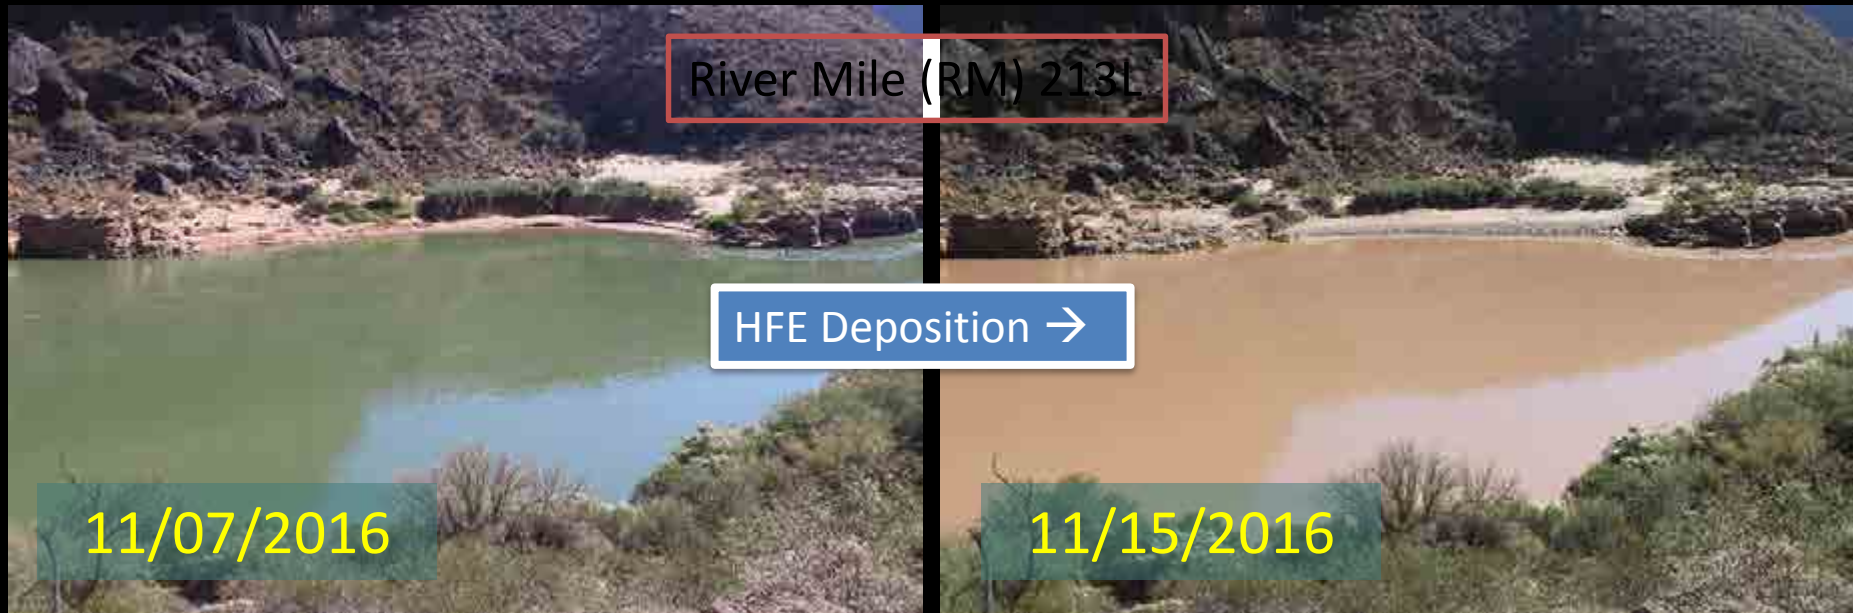 River Mile (RM) 213L
HFE Deposition →
11/07/2016
11/15/2016